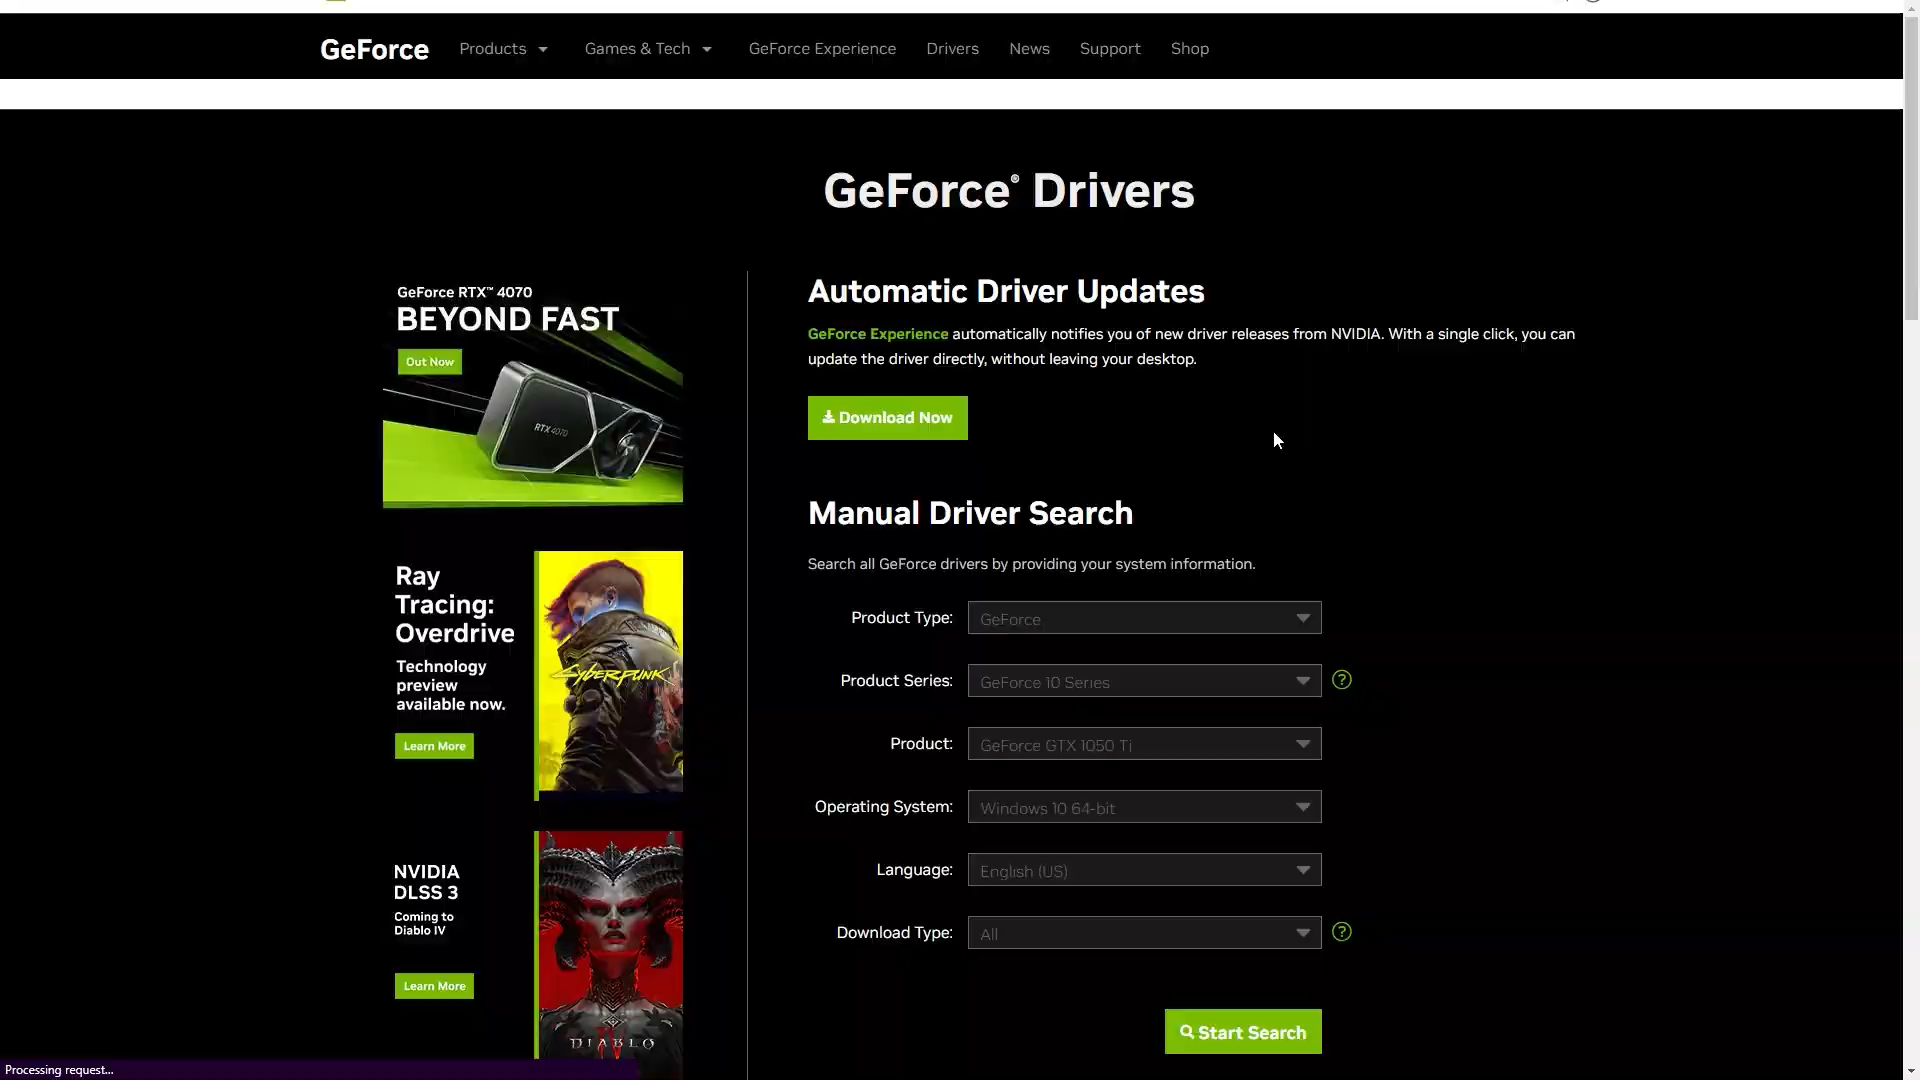 GeForce Products Games & Tech GeForce Experience Drivers News Support Shop
GeForce® Drivers
GeForce RTX™ 4070
BEYOND FAST
Out Now
RTX 4070
Ray
Tracing:
Overdrive
Technology
preview
available now.
Learn More
CYBERPUNK
NVIDIA
DLSS 3
Coming to
Diablo IV
Learn More
DIABLO
IV
Automatic Driver Updates
GeForce Experience automatically notifies you of new driver releases from NVIDIA. With a single click, you can
update the driver directly, without leaving your desktop.
Download Now
Manual Driver Search
Search all GeForce drivers by providing your system information.
Product Type: GeForce
Product Series: GeForce 10 Series ?
Product: GeForce GTX 1050 Ti
Operating System: Windows 10 64-bit
Language: English (US)
Download Type: All ?
Start Search
Processing request...